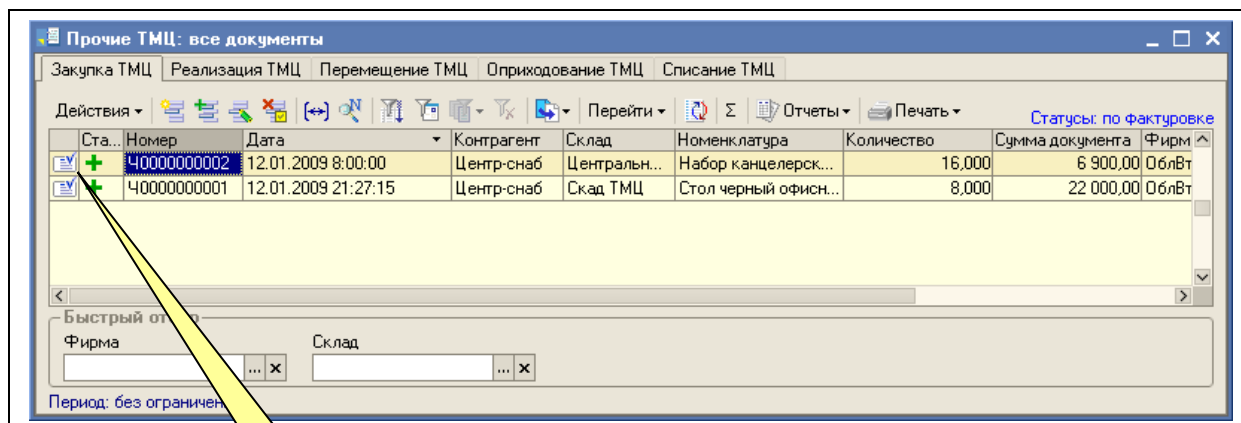 Прочие ТМЦ: все документы
Закупка ТМЦ Реализация ТМЦ Перемещение ТМЦ Оприходование ТМЦ Списание ТМЦ
Действия Перейти Σ Отчеты Печать
Статусы: по фактуровке
Ста... Номер Дата Контрагент Склад Номенклатура Количество Сумма документа Фирм
Ч0000000002 12.01.2009 8:00:00 Центр-снаб Центральн... Набор канцелярск... 16,000 6 900,00 ОблВт
Ч0000000001 12.01.2009 21:27:15 Центр-снаб Скад ТМЦ Стол черный офисн... 8,000 22 000,00 ОблВт
Быстрый
Фирма Склад
... x ... x
Период: без ограничен